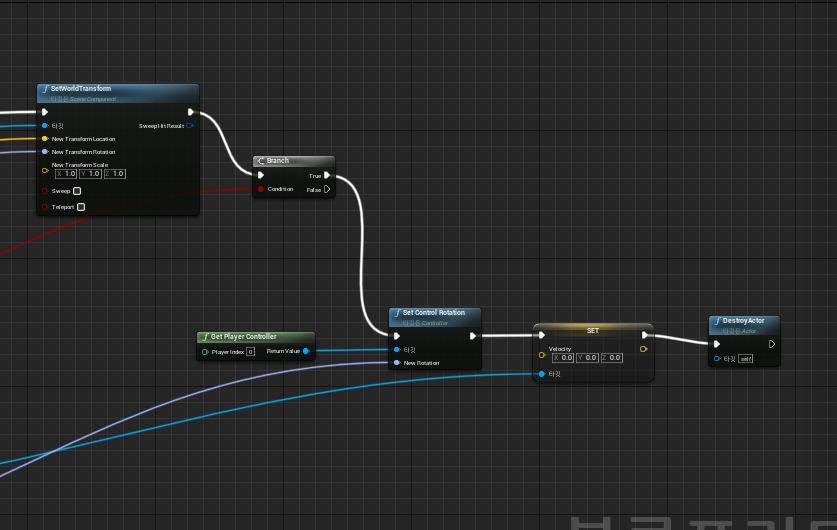 SetWorldTransform
타깃은 Scene Component
타깃
Sweep Hit Result
New Transform Location
New Transform Rotation
New Transform Scale
X 1.0 Y 1.0 Z 1.0
Sweep
Teleport
Branch
True
Condition
False
Get Player Controller
Player Index 0
Return Value
Set Control Rotation
타깃은 Controller
타깃
New Rotation
SET
Velocity
X 0.0 Y 0.0 Z 0.0
타깃
DestroyActor
타깃은 Actor
타깃 self